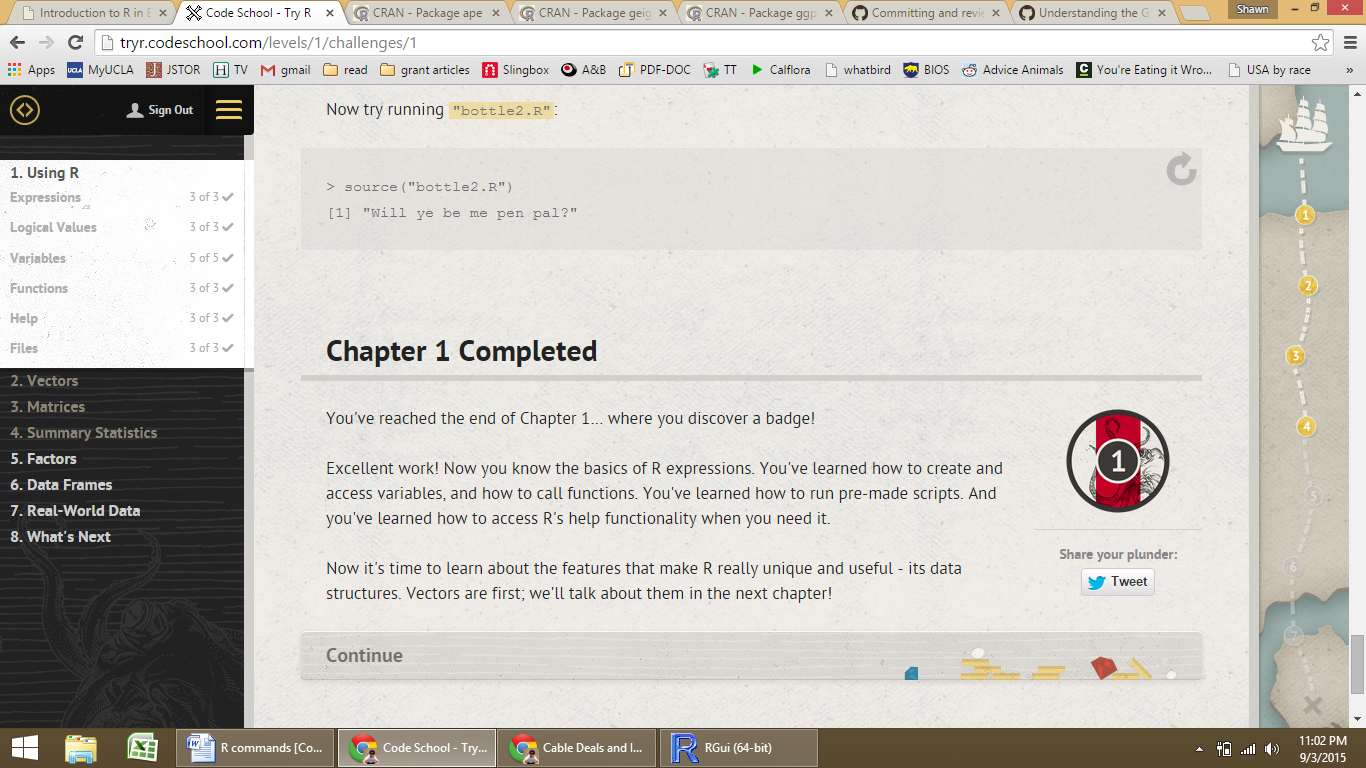 Introduction to R in E
Code School - Try R
CRAN - Package ape
CRAN - Package geig
CRAN - Package ggp
Committing and revie
Understanding the G
Shawn
tryr.codeschool.com/levels/1/challenges/1
Apps
UCLA MyUCLA
JSTOR
H TV
gmail
read
grant articles
Slingbox
A&B
PDF-DOC
TT
Calflora
whatbird
BIOS
Advice Animals
C You're Eating it Wro...
USA by race
»
Sign Out
1. Using R
Expressions 3 of 3
Logical Values 3 of 3
Variables 5 of 5
Functions 3 of 3
Help 3 of 3
Files 3 of 3
2. Vectors
3. Matrices
4. Summary Statistics
5. Factors
6. Data Frames
7. Real-World Data
8. What's Next
Now try running "bottle2.R":
> source("bottle2.R")
[1] "Will ye be me pen pal?"
Chapter 1 Completed
You've reached the end of Chapter 1... where you discover a badge!
Excellent work! Now you know the basics of R expressions. You've learned how to create and
access variables, and how to call functions. You've learned how to run pre-made scripts. And
you've learned how to access R's help functionality when you need it.
Now it's time to learn about the features that make R really unique and useful - its data
structures. Vectors are first; we'll talk about them in the next chapter!
1
Share your plunder:
Tweet
Continue
1
2
3
4
5
6
7
R commands [Co...
Code School - Try...
Cable Deals and I...
RGui (64-bit)
11:02 PM
9/3/2015